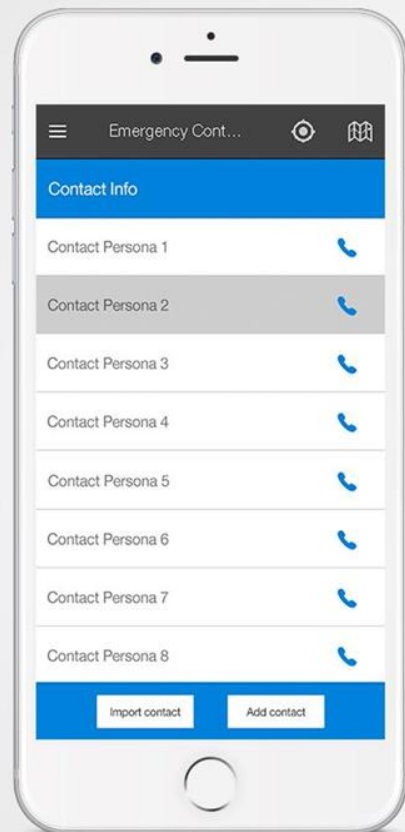 Emergency Cont...
Contact Info
Contact Persona 1
Contact Persona 2
Contact Persona 3
Contact Persona 4
Contact Persona 5
Contact Persona 6
Contact Persona 7
Contact Persona 8
Import contact Add contact